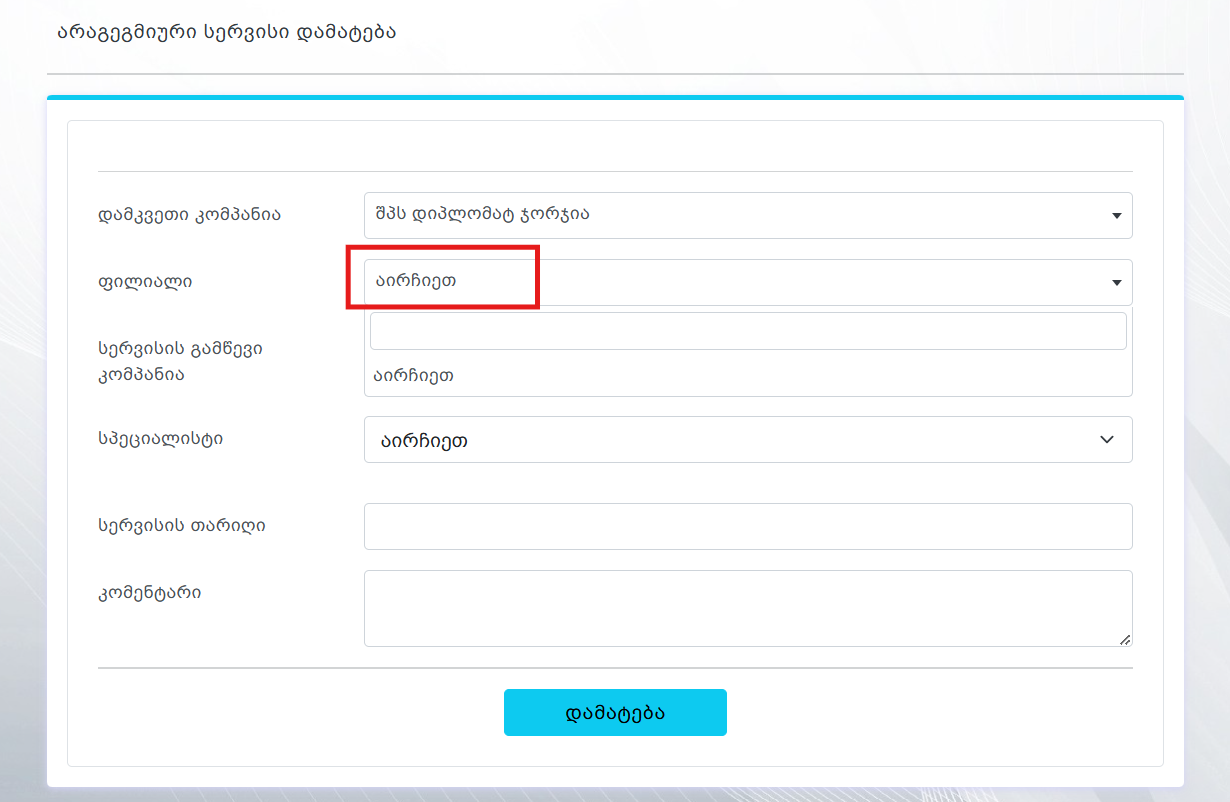 არაგეგმიური სერვისი დამატება
დამკვეთი კომპანია
შპს დიპლომატ ჯორჯია
ფილიალი
აირჩიეთ
სერვისის გამწევი
კომპანია
აირჩიეთ
სპეციალისტი
აირჩიეთ
სერვისის თარიღი
კომენტარი
დამატება